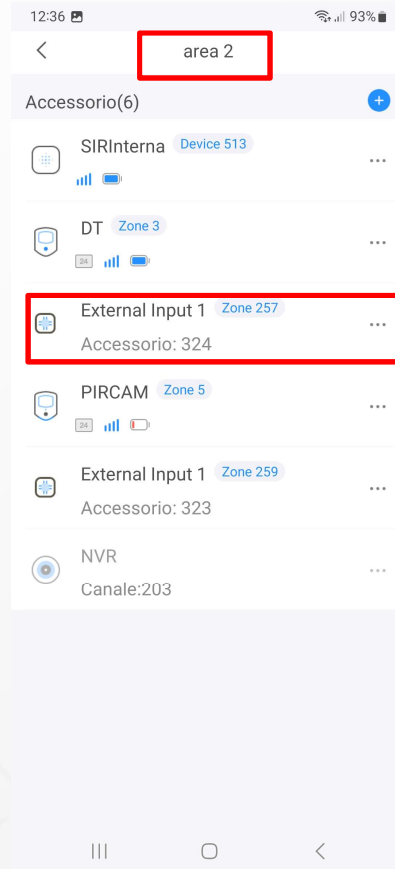 12:36 93%
area 2
Accessorio(6)
SIRInterna Device 513
DT Zone 3
24
External Input 1 Zone 257
Accessorio: 324
PIRCAM Zone 5
24
External Input 1 Zone 259
Accessorio: 323
NVR
Canale:203